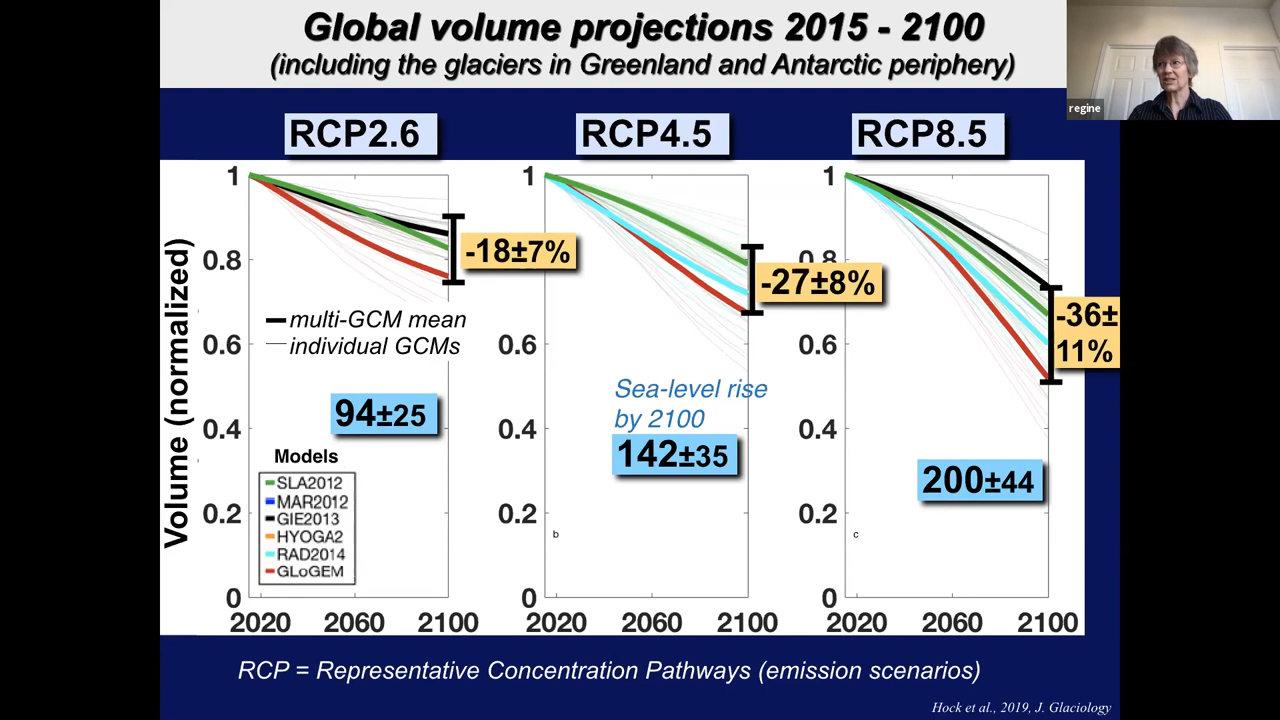 Global volume projections 2015 - 2100
(including the glaciers in Greenland and Antarctic periphery)
regine
RCP2.6
RCP4.5
RCP8.5
Volume (normalized)
1
0.8
0.6
0.4
0.2
0
2020 2060 2100
-18±7%
multi-GCM mean
individual GCMs
94±25
Models
SLA2012
MAR2012
GIE2013
HYOGA2
RAD2014
GLoGEM
1
0.6
0.4
0.2
0
2020 2060 2100
-27±8%
Sea-level rise
by 2100
142±35
b
1
0.8
0.6
0.4
0.2
0
2020 2060 2100
-36±
11%
200±44
c
RCP = Representative Concentration Pathways (emission scenarios)
Hock et al., 2019, J. Glaciology